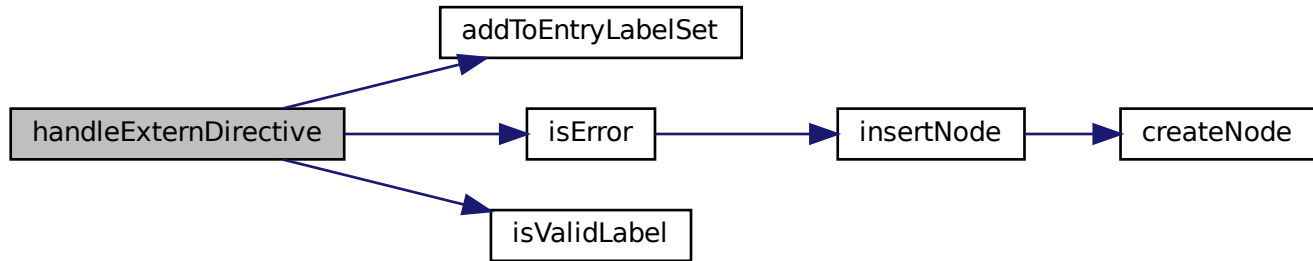 addToEntryLabelSet
handleExternDirective
isError
insertNode
createNode
isValidLabel